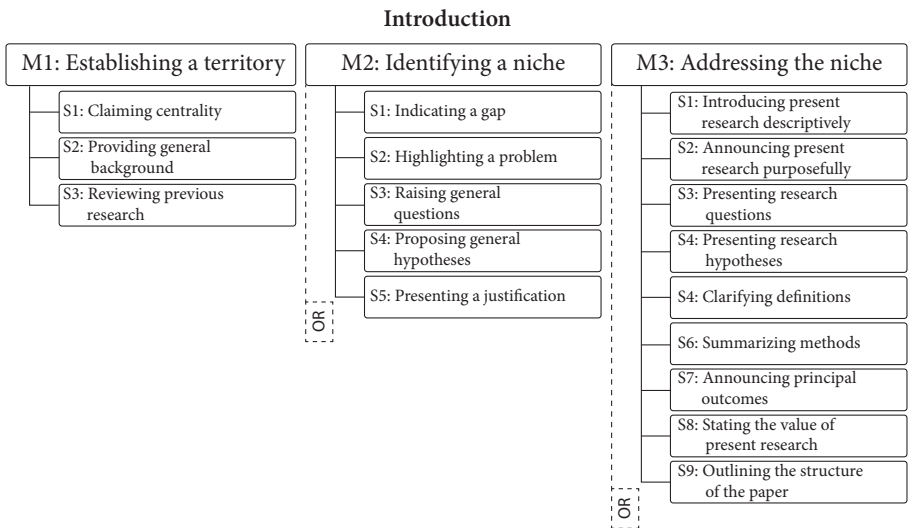 Introduction
M1: Establishing a territory
S1: Claiming centrality
S2: Providing general
background
S3: Reviewing previous
research
M2: Identifying a niche
S1: Indicating a gap
S2: Highlighting a problem
S3: Raising general
questions
S4: Proposing general
hypotheses
S5: Presenting a justification
OR
M3: Addressing the niche
S1: Introducing present
research descriptively
S2: Announcing present
research purposefully
S3: Presenting research
questions
S4: Presenting research
hypotheses
S4: Clarifying definitions
S6: Summarizing methods
S7: Announcing principal
outcomes
S8: Stating the value of
present research
S9: Outlining the structure
of the paper
OR